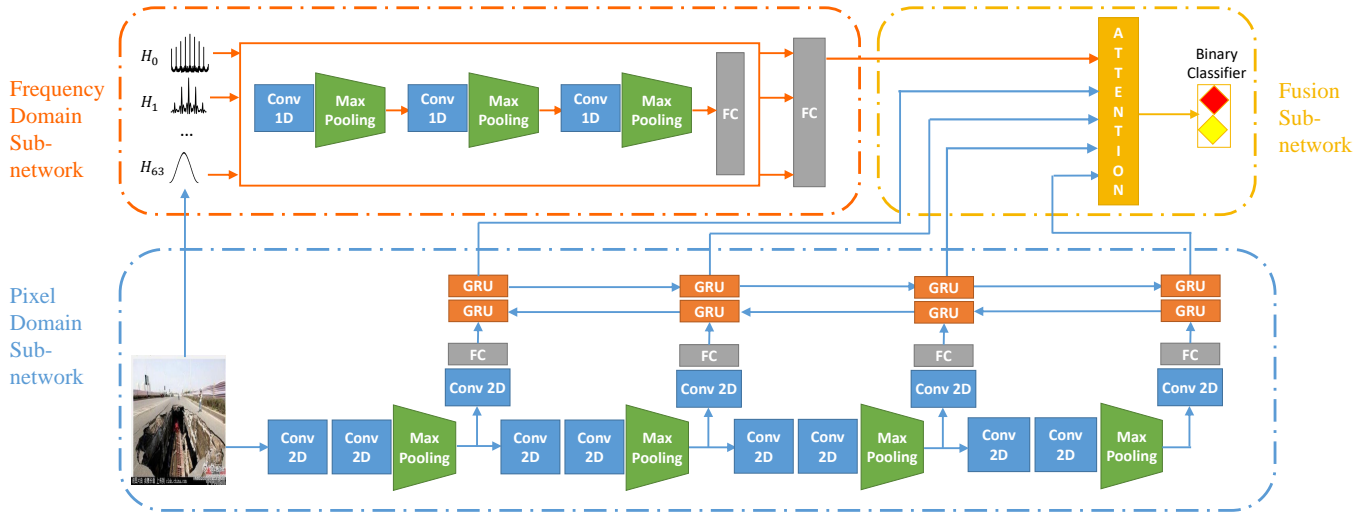 Frequency
Domain
Sub-
network
H0
H1
...
H63
Conv
1D
Max
Pooling
Conv
1D
Max
Pooling
Conv
1D
Max
Pooling
FC
FC
ATTENTION
Binary
Classifier
Fusion
Sub-
network
Pixel
Domain
Sub-
network
GRU
GRU
GRU
GRU
GRU
GRU
GRU
GRU
FC
FC
FC
FC
Conv 2D
Conv 2D
Conv 2D
Conv 2D
Conv
2D
Conv
2D
Max
Pooling
Conv
2D
Conv
2D
Max
Pooling
Conv
2D
Conv
2D
Max
Pooling
Conv
2D
Conv
2D
Max
Pooling